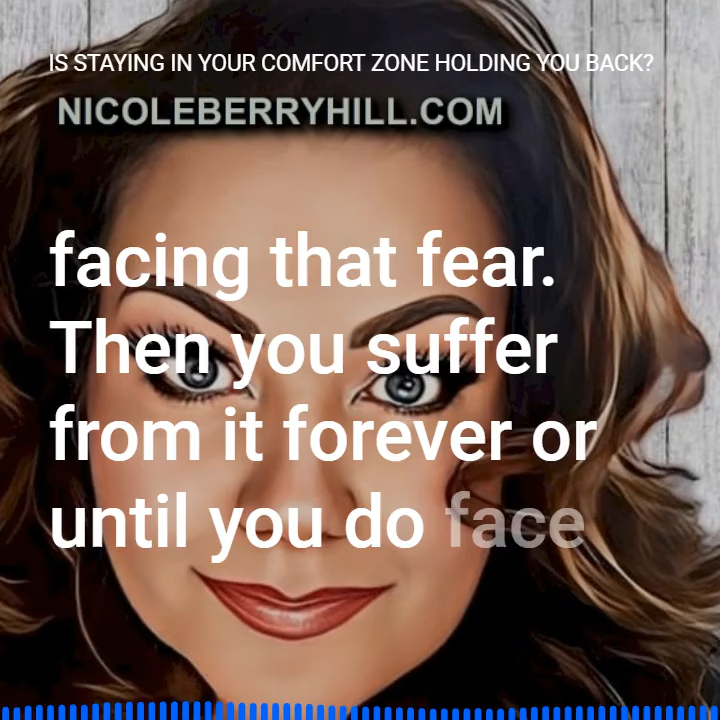 IS STAYING IN YOUR COMFORT ZONE HOLDING YOU BACK?
NICOLEBERRYHILL.COM
facing that fear.
Then you suffer
from it forever or
until you do face